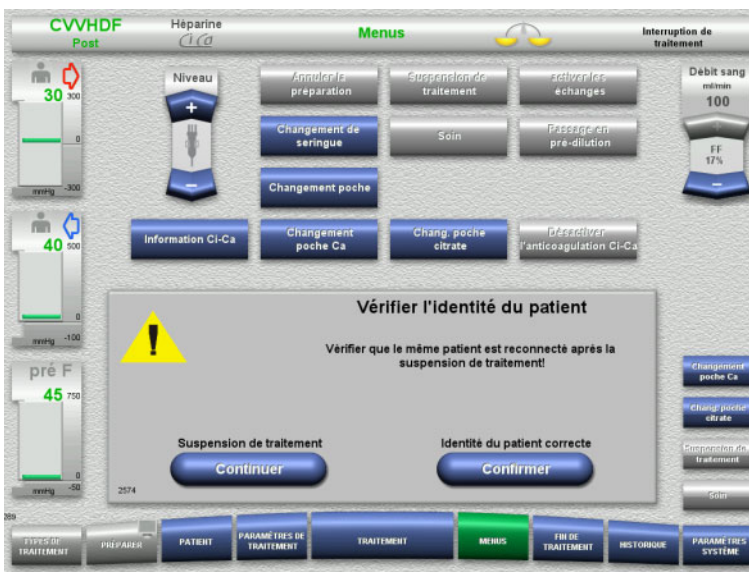 CVVHDF
Post
Héparine
Ci Ca
Menus
Interruption de
traitement
30
300
0
mmHg -300
Niveau
+
−
Annuler la
préparation
Suspension de
traitement
activer les
échanges
Changement de
seringue
Soin
Passage en
pré-dilution
Changement poche
Débit sang
ml/min
100
+
FF
17%
−
40
500
0
mmHg -100
Information Ci-Ca
Changement
poche Ca
Chang. poche
citrate
Désactiver
l'anticoagulation Ci-Ca
pré F
45
750
0
mmHg -50
Vérifier l'identité du patient
!
Vérifier que le même patient est reconnecté après la
suspension de traitement!
Suspension de traitement
Continuer
Identité du patient correcte
Confirmer
2574
Changement
poche Ca
Chang. poche
citrate
Suspension de
traitement
Soin
289
TYPES DE
TRAITEMENT
PRÉPARER
PATIENT
PARAMÈTRES DE
TRAITEMENT
TRAITEMENT
MENUS
FIN DE
TRAITEMENT
HISTORIQUE
PARAMÈTRES
SYSTÈME